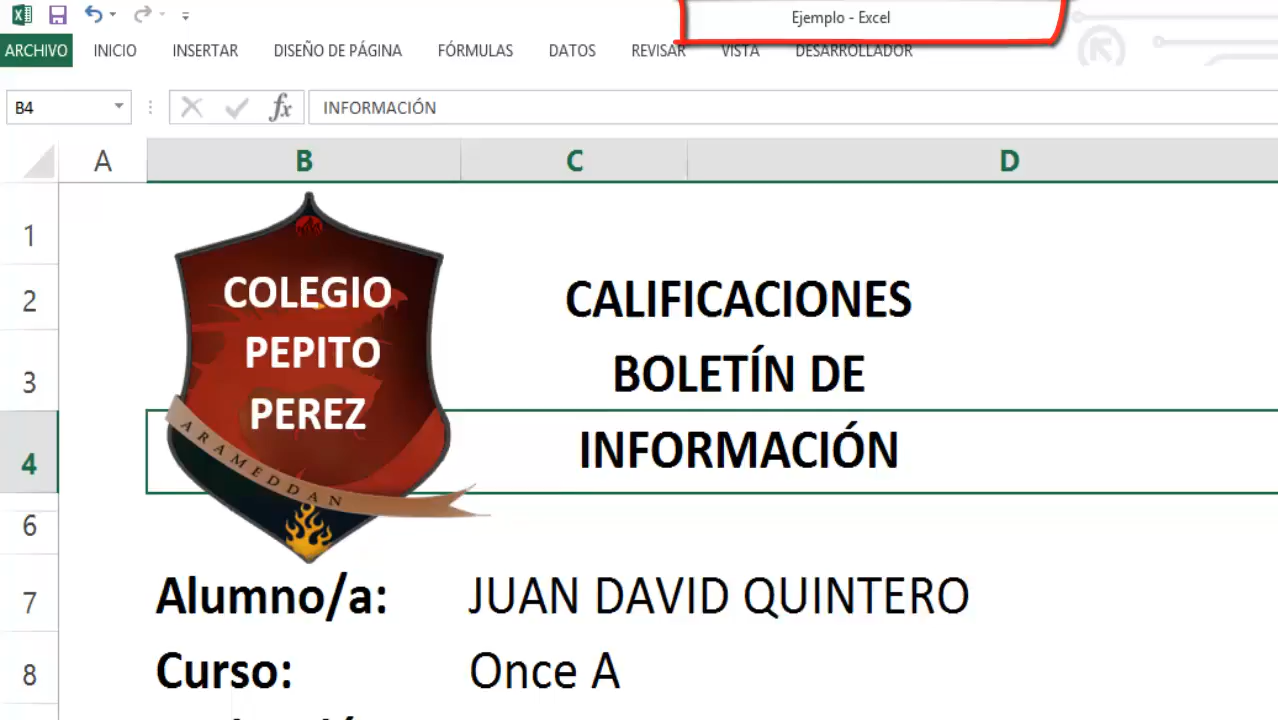 Ejemplo - Excel
ARCHIVO INICIO INSERTAR DISEÑO DE PÁGINA FÓRMULAS DATOS REVISAR VISTA DESARROLLADOR
B4 fx INFORMACIÓN
A B C D
1
2 CALIFICACIONES
3 BOLETÍN DE
4 INFORMACIÓN
COLEGIO
PEPITO
PEREZ
ARAMEDDAN
6
7 Alumno/a: JUAN DAVID QUINTERO
8 Curso: Once A